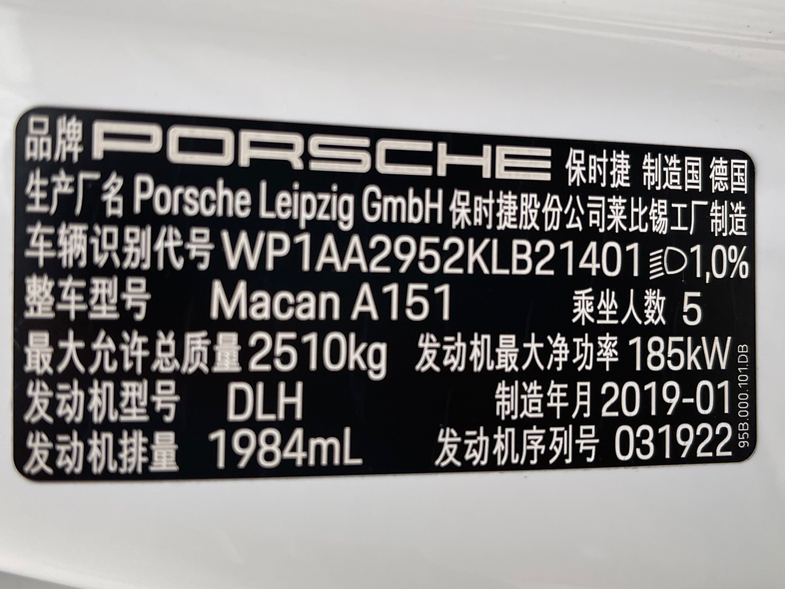 品牌 PORSCHE 保时捷 制造国 德国
生产厂名 Porsche Leipzig GmbH 保时捷股份公司莱比锡工厂制造
车辆识别代号 WP1AA2952KLB21401 1,0%
整车型号 Macan A151 乘坐人数 5
最大允许总质量 2510kg 发动机最大净功率 185kW
发动机型号 DLH 制造年月 2019-01
发动机排量 1984mL 发动机序列号 031922
95B.000.101.DB